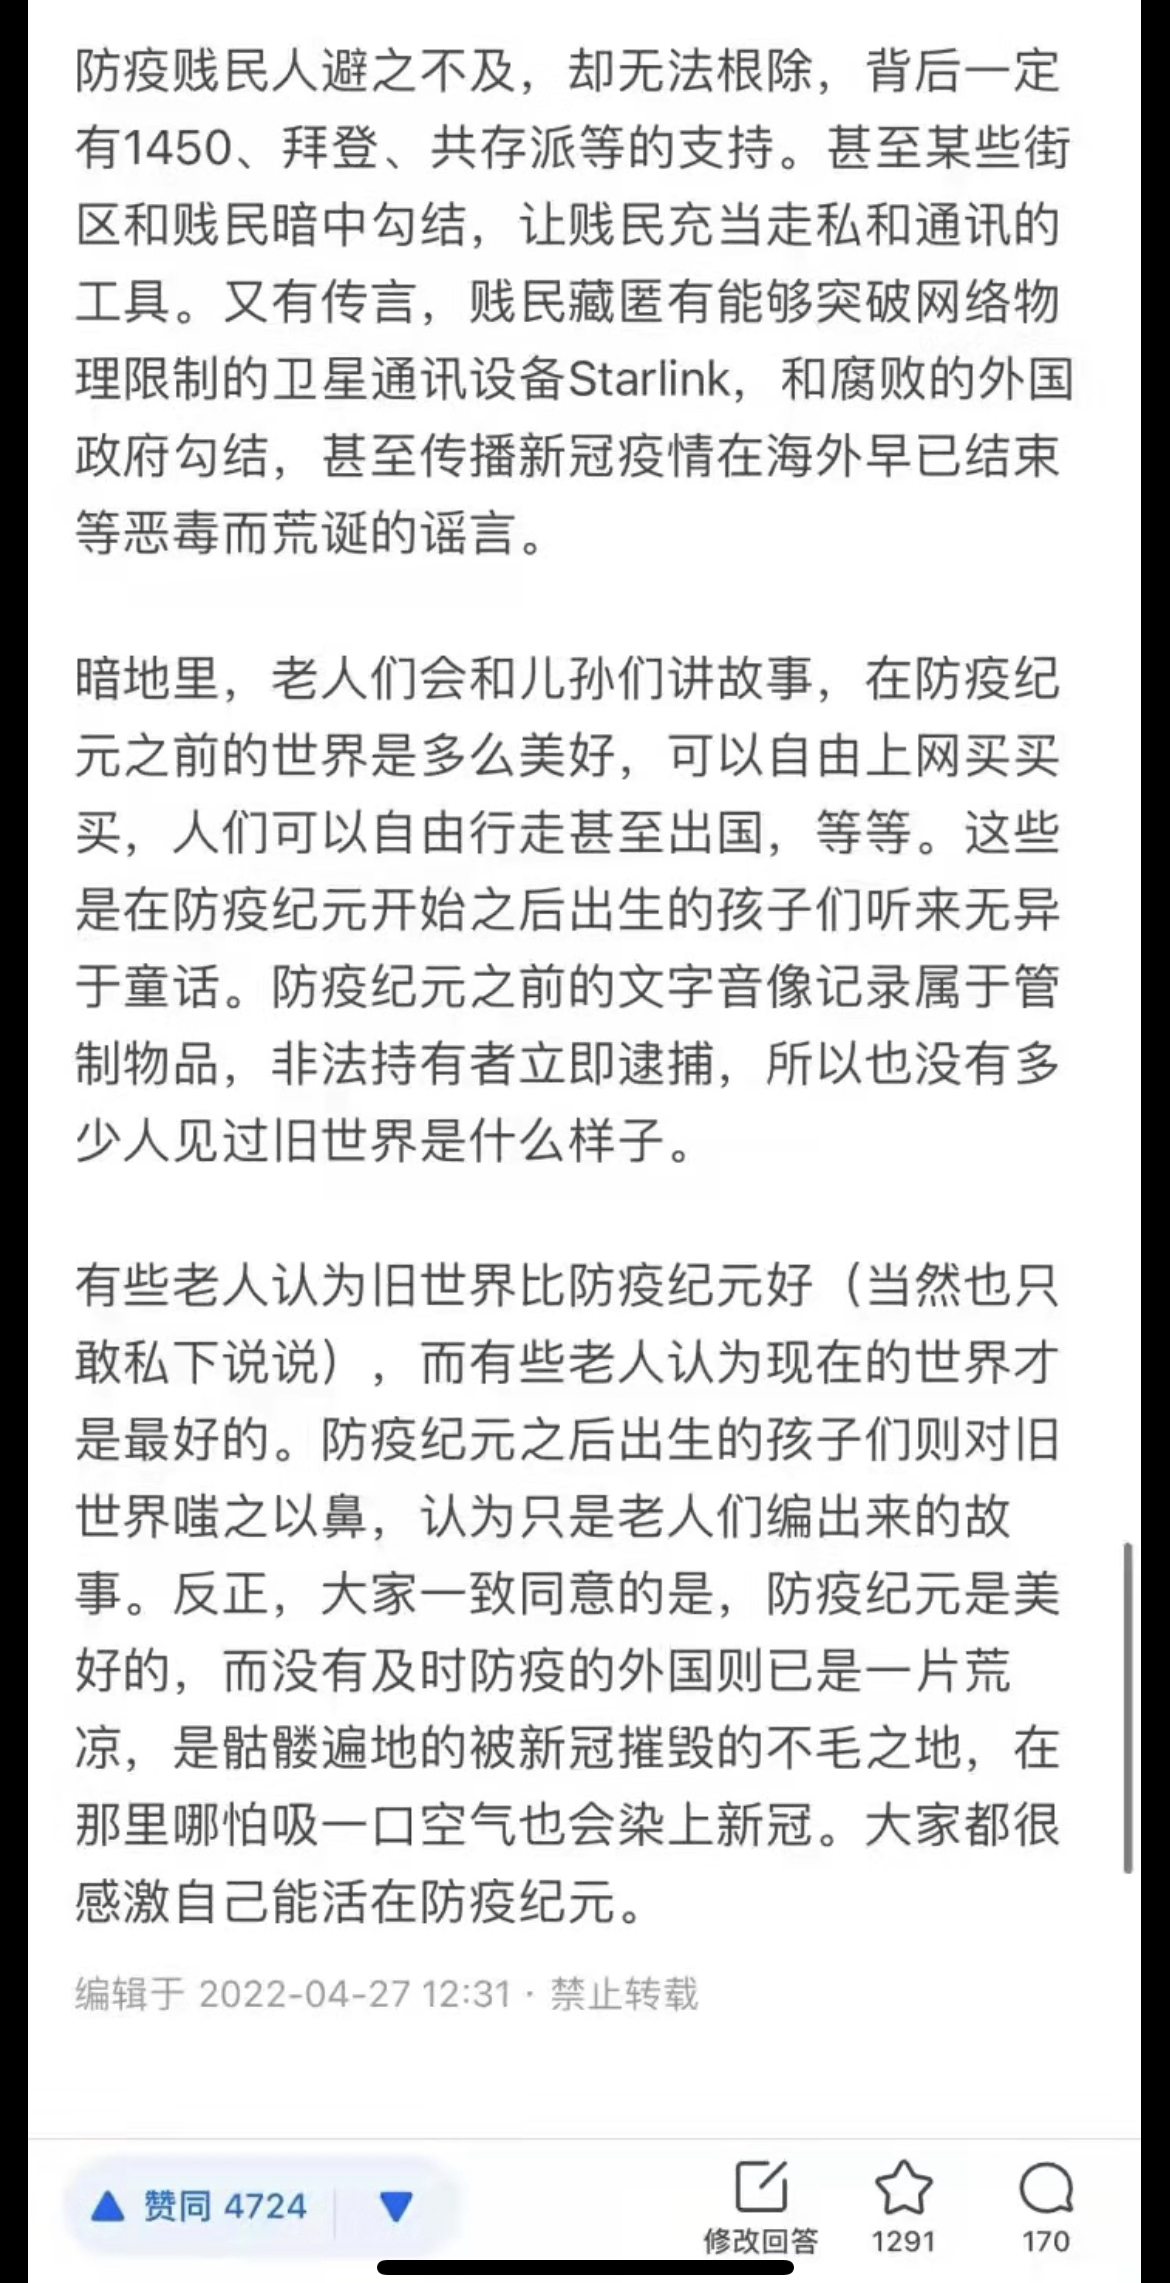 防疫贱民人避之不及，却无法根除，背后一定
有1450、拜登、共存派等的支持。甚至某些街
区和贱民暗中勾结，让贱民充当走私和通讯的
工具。又有传言，贱民藏匿有能够突破网络物
理限制的卫星通讯设备Starlink，和腐败的外国
政府勾结，甚至传播新冠疫情在海外早已结束
等恶毒而荒诞的谣言。
暗地里，老人们会和儿孙们讲故事，在防疫纪
元之前的世界是多么美好，可以自由上网买买
买，人们可以自由行走甚至出国，等等。这些
是在防疫纪元开始之后出生的孩子们听来无异
于童话。防疫纪元之前的文字音像记录属于管
制物品，非法持有者立即逮捕，所以也没有多
少人见过旧世界是什么样子。
有些老人认为旧世界比防疫纪元好（当然也只
敢私下说说），而有些老人认为现在的世界才
是最好的。防疫纪元之后出生的孩子们则对旧
世界嗤之以鼻，认为只是老人们编出来的故
事。反正，大家一致同意的是，防疫纪元是美
好的，而没有及时防疫的外国则已是一片荒
凉，是骷髅遍地的被新冠摧毁的不毛之地，在
那里哪怕吸一口空气也会染上新冠。大家都很
感激自己能活在防疫纪元。
编辑于 2022-04-27 12:31 · 禁止转载
赞同 4724
修改回答
1291
170